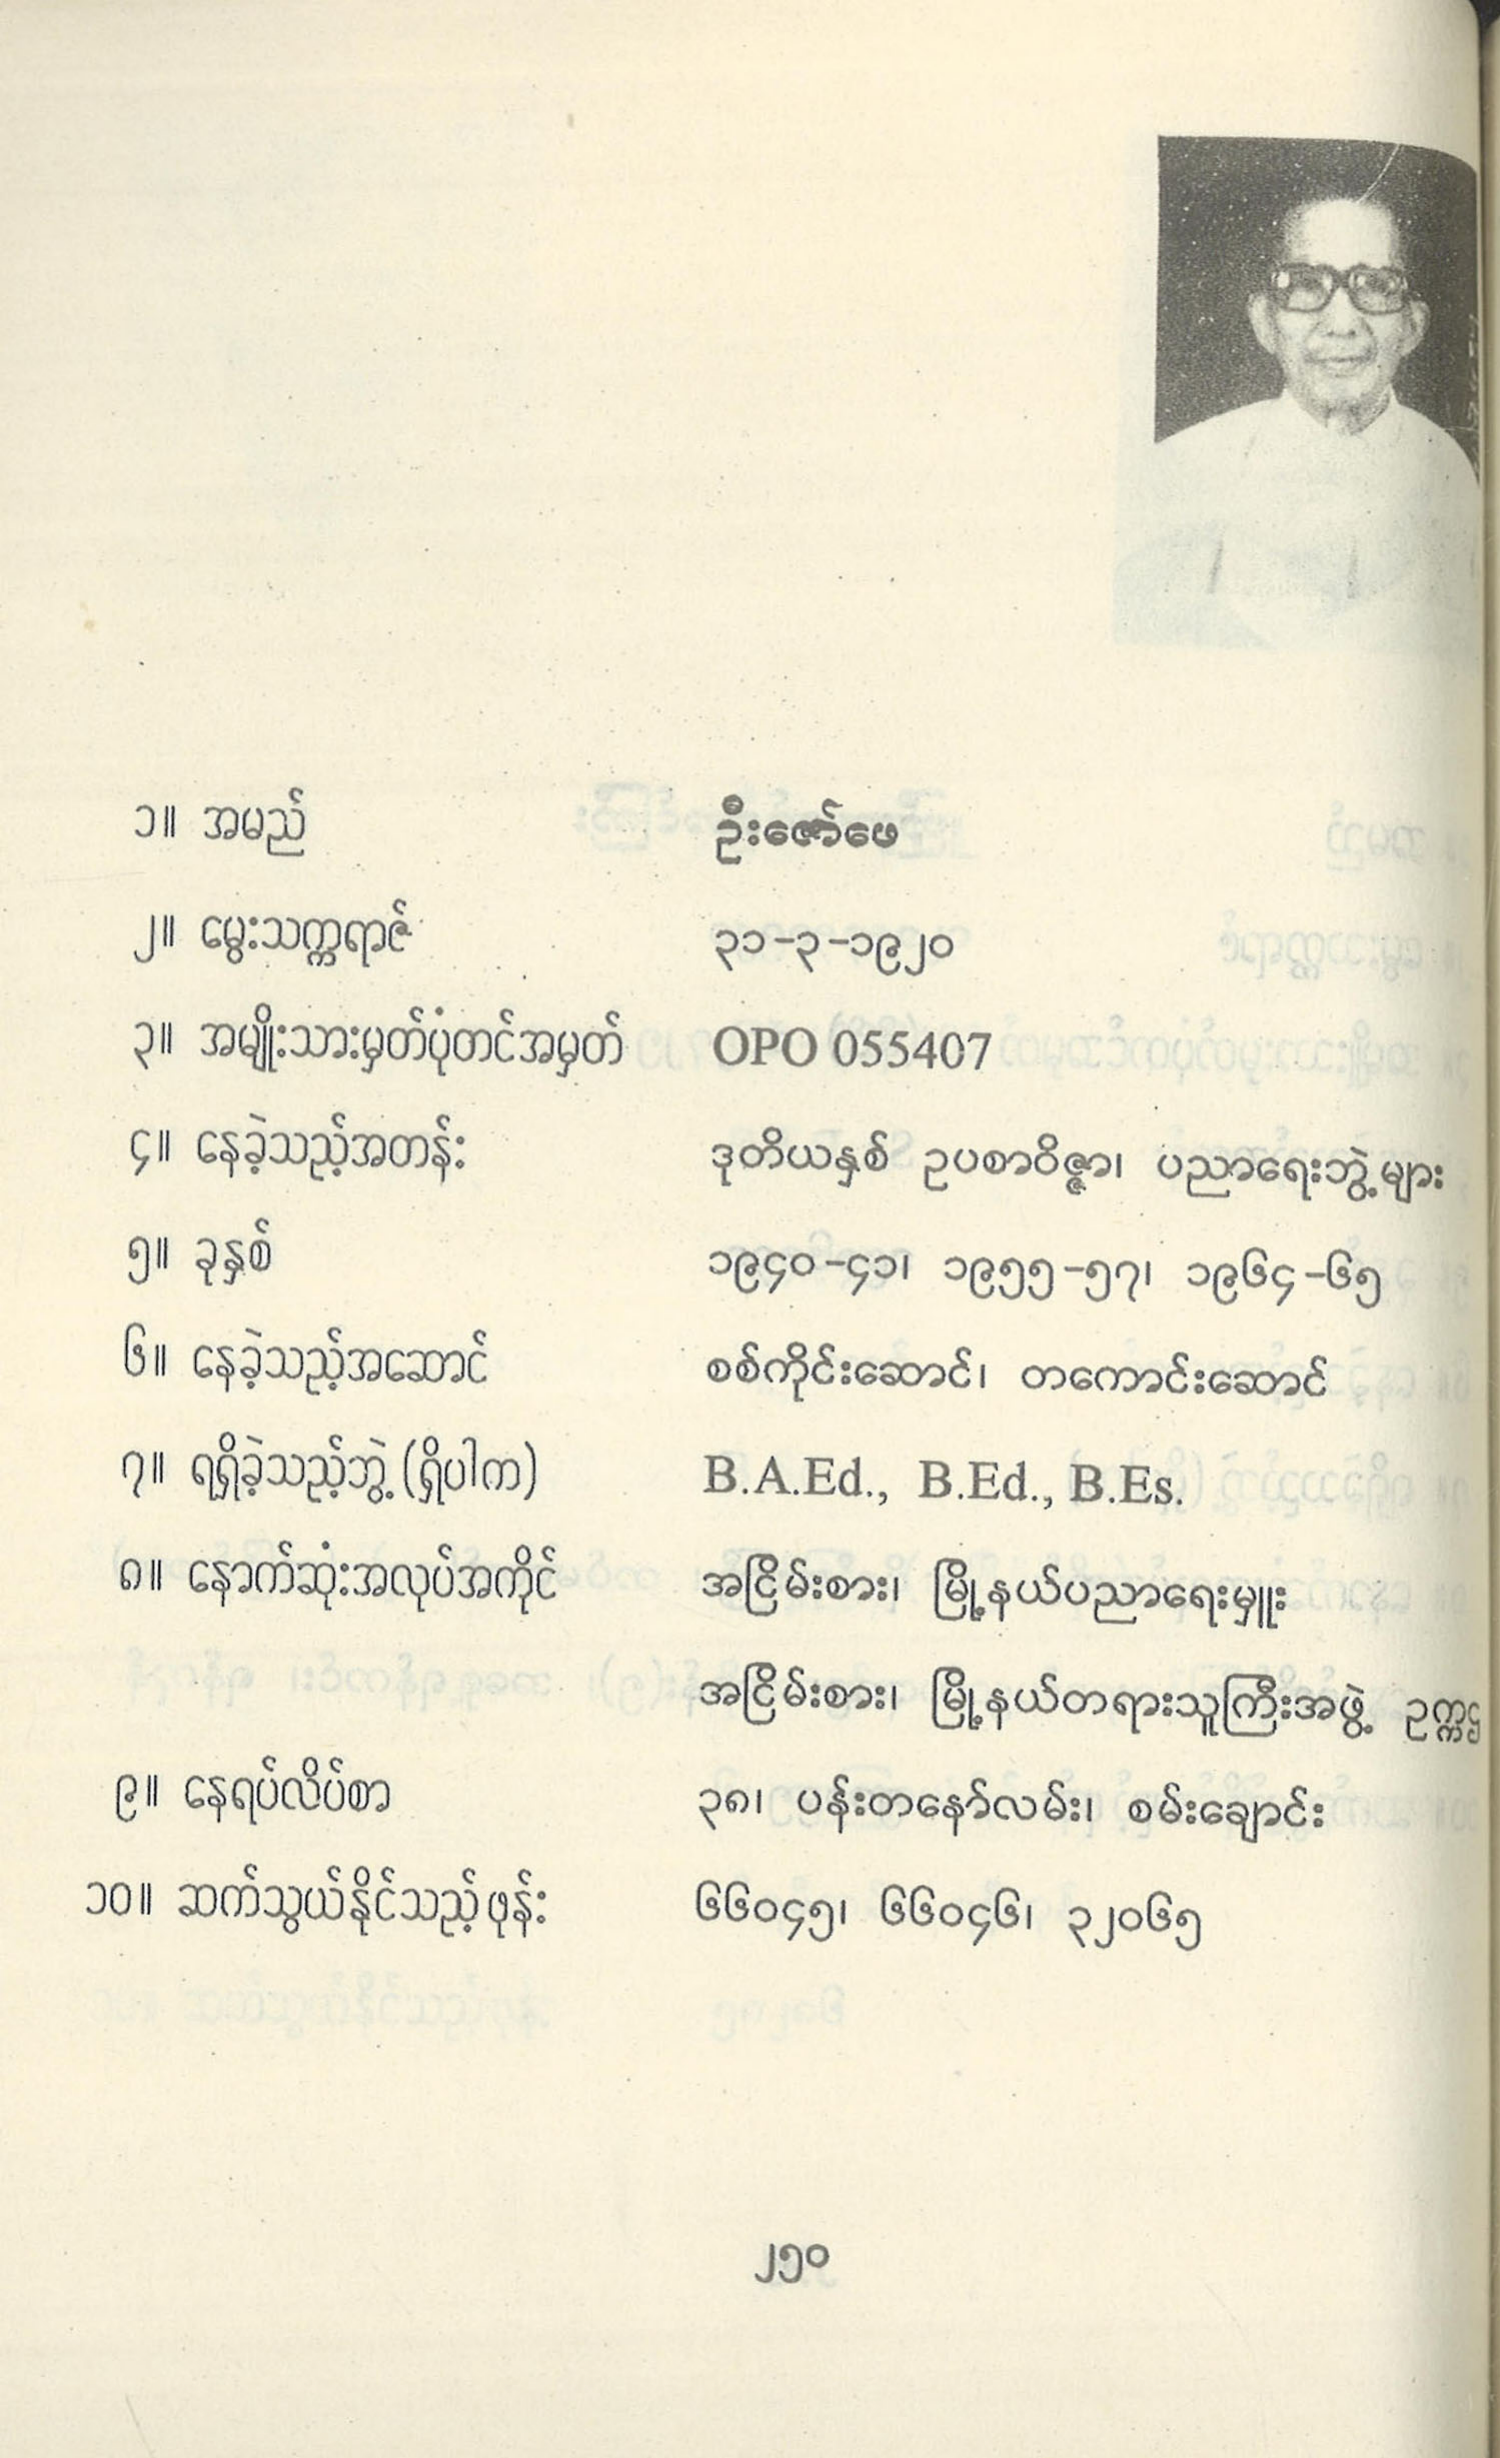 ၁။ အမည် ဦးဇော်ဖေ
၂။ မွေးသက္ကရာဇ် ၃၁-၃-၁၉၂၀
၃။ အမျိုးသားမှတ်ပုံတင်အမှတ် OPO 055407
၄။ နေခဲ့သည့်အတန်း ဒုတိယနှစ် ဥပစာဝိဇ္ဇာ၊ ပညာရေးဘွဲ့များ
၅။ ခုနှစ် ၁၉၄၀-၄၁၊ ၁၉၅၅-၅၇၊ ၁၉၆၄-၆၅
၆။ နေခဲ့သည့်အဆောင် စစ်ကိုင်းဆောင်၊ တကောင်းဆောင်
၇။ ရရှိခဲ့သည့်ဘွဲ့ (ရှိပါက) B.A.Ed., B.Ed., B.Es.
၈။ နောက်ဆုံးအလုပ်အကိုင် အငြိမ်းစား၊ မြို့နယ်ပညာရေးမှူး
အငြိမ်းစား၊ မြို့နယ်တရားသူကြီးအဖွဲ့ ဥက္ကဋ္ဌ
၉။ နေရပ်လိပ်စာ ၃၈၊ ပန်းတနော်လမ်း၊ စမ်းချောင်း
၁၀။ ဆက်သွယ်နိုင်သည့်ဖုန်း ၆၆၀၄၅၊ ၆၆၀၄၆၊ ၃၂၀၆၅
၂၅၀